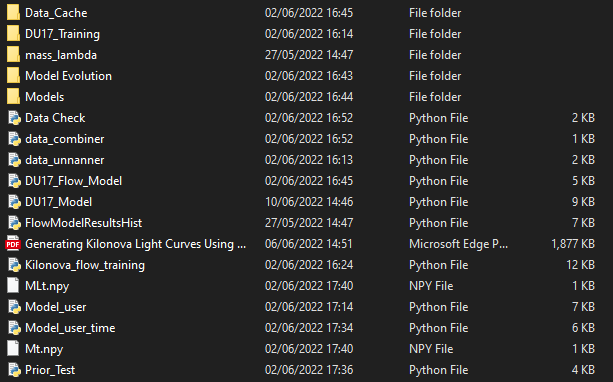 Data_Cache 02/06/2022 16:45 File folder
DU17_Training 02/06/2022 16:14 File folder
mass_lambda 27/05/2022 14:47 File folder
Model Evolution 02/06/2022 16:43 File folder
Models 02/06/2022 16:44 File folder
Data Check 02/06/2022 16:52 Python File 2 KB
data_combiner 02/06/2022 16:52 Python File 1 KB
data_unnanner 02/06/2022 16:13 Python File 2 KB
DU17_Flow_Model 02/06/2022 16:45 Python File 5 KB
DU17_Model 10/06/2022 14:46 Python File 9 KB
FlowModelResultsHist 27/05/2022 14:47 Python File 7 KB
PDF Generating Kilonova Light Curves Using ... 06/06/2022 14:51 Microsoft Edge P... 1,877 KB
Kilonova_flow_training 02/06/2022 16:24 Python File 12 KB
MLt.npy 02/06/2022 17:40 NPY File 1 KB
Model_user 02/06/2022 17:14 Python File 7 KB
Model_user_time 02/06/2022 17:34 Python File 6 KB
Mt.npy 02/06/2022 17:40 NPY File 1 KB
Prior_Test 02/06/2022 17:36 Python File 4 KB